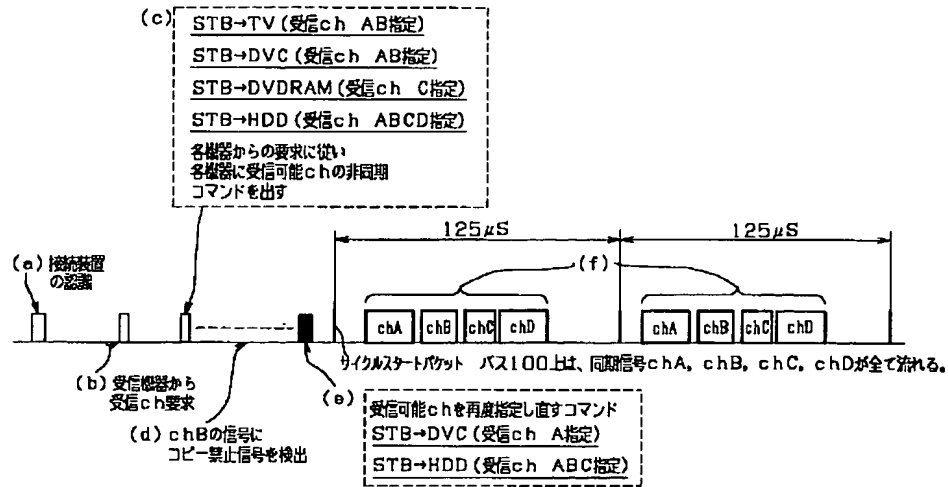 (c)
STB→TV(受信ch AB指定)
STB→DVC(受信ch AB指定)
STB→DVDRAM(受信ch C指定)
STB→HDD(受信ch ABCD指定)
各機器からの要求に従い
各機器に受信可能chの非同期
コマンドを出す
125μS
125μS
(a) 接続装置
の認識
(f)
chA
chB
chC
chD
chA
chB
chC
chD
サイクルスタートパケット バス100上は、同期信号chA, chB, chC, chDが全て流れる。
(b) 受信機器から
受信ch要求
(d) chBの信号に
コピー禁止信号を検出
(e)
受信可能chを再度指定し直すコマンド
STB→DVC(受信ch A指定)
STB→HDD(受信ch ABC指定)